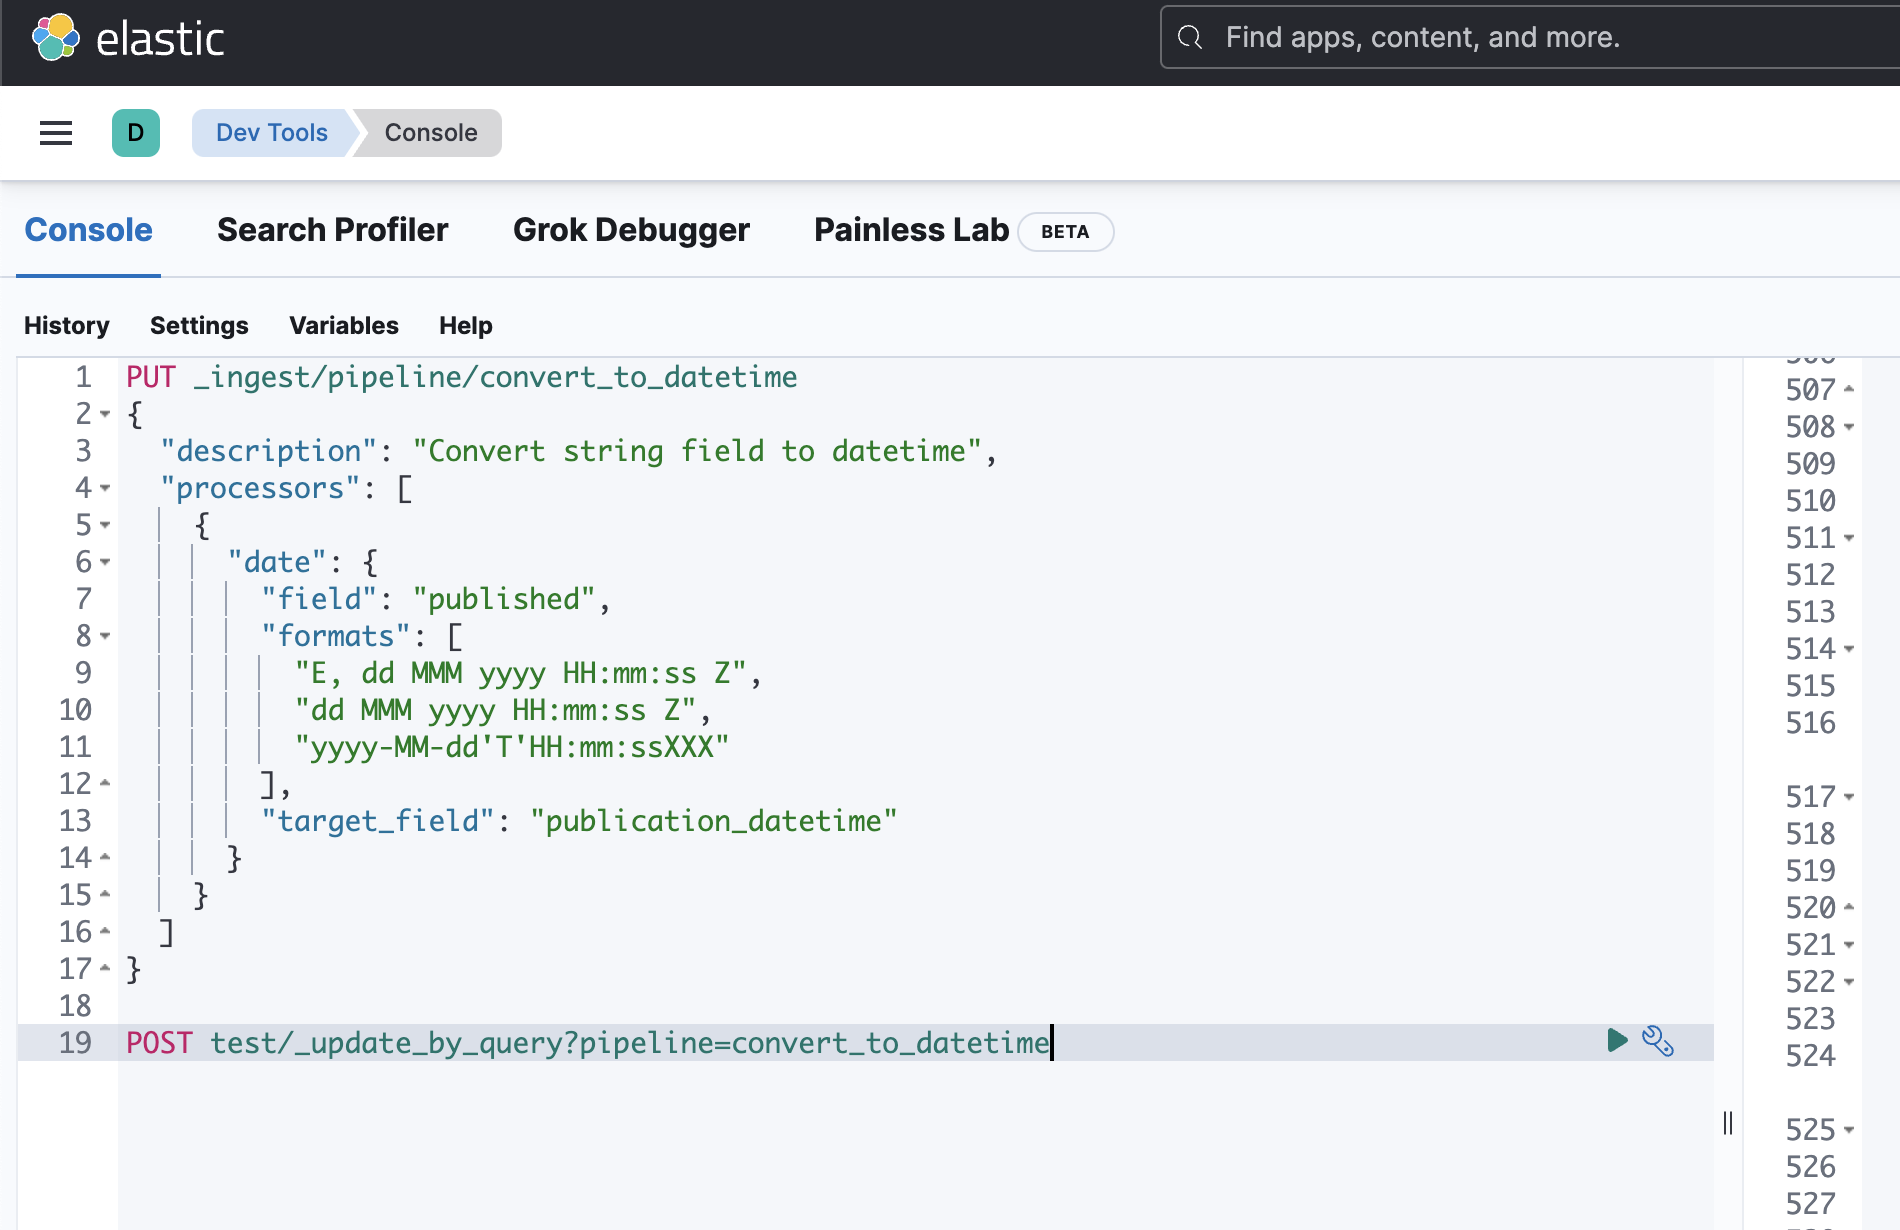 elastic
Find apps, content, and more.
D
Dev Tools
Console
Console
Search Profiler
Grok Debugger
Painless Lab
BETA
History
Settings
Variables
Help
1 PUT _ingest/pipeline/convert_to_datetime
2 {
3 "description": "Convert string field to datetime",
4 "processors": [
5 {
6 "date": {
7 "field": "published",
8 "formats": [
9 "E, dd MMM yyyy HH:mm:ss Z",
10 "dd MMM yyyy HH:mm:ss Z",
11 "yyyy-MM-dd'T'HH:mm:ssXXX"
12 ],
13 "target_field": "publication_datetime"
14 }
15 }
16 ]
17 }
18
19 POST test/_update_by_query?pipeline=convert_to_datetime
507
508
509
510
511
512
513
514
515
516
517
518
519
520
521
522
523
524
525
526
527